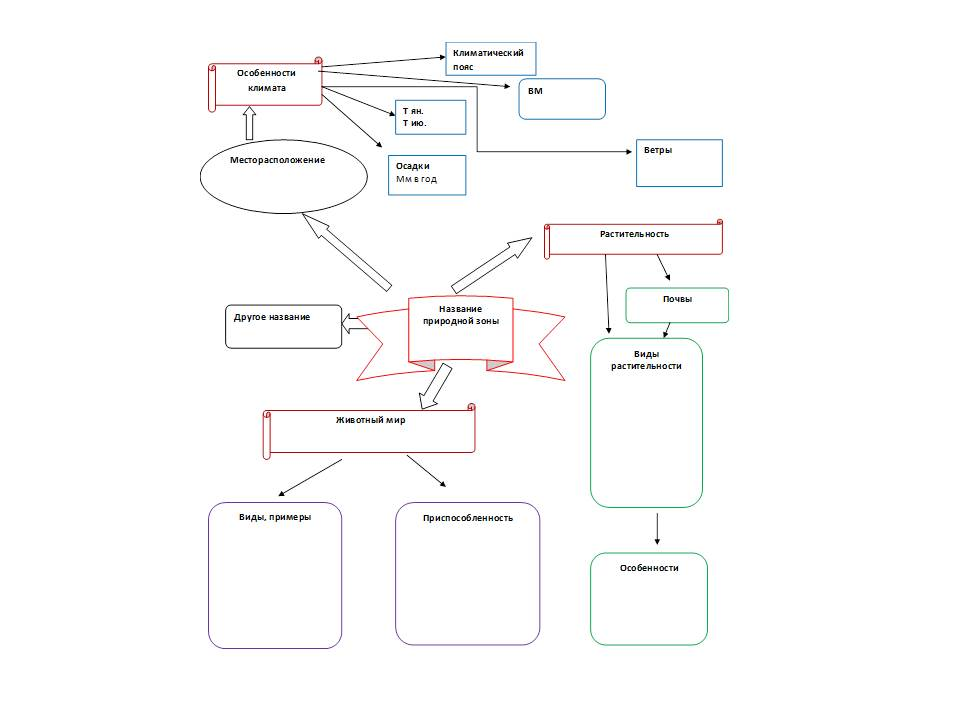 Климатический
пояс
Особенности
климата
ВМ
Т ян.
Т ию.
Ветры
Месторасположение
Осадки
Мм в год
Растительность
Почвы
Название
природной зоны
Другое название
Виды
растительности
Животный мир
Виды, примеры
Приспособленность
Особенности